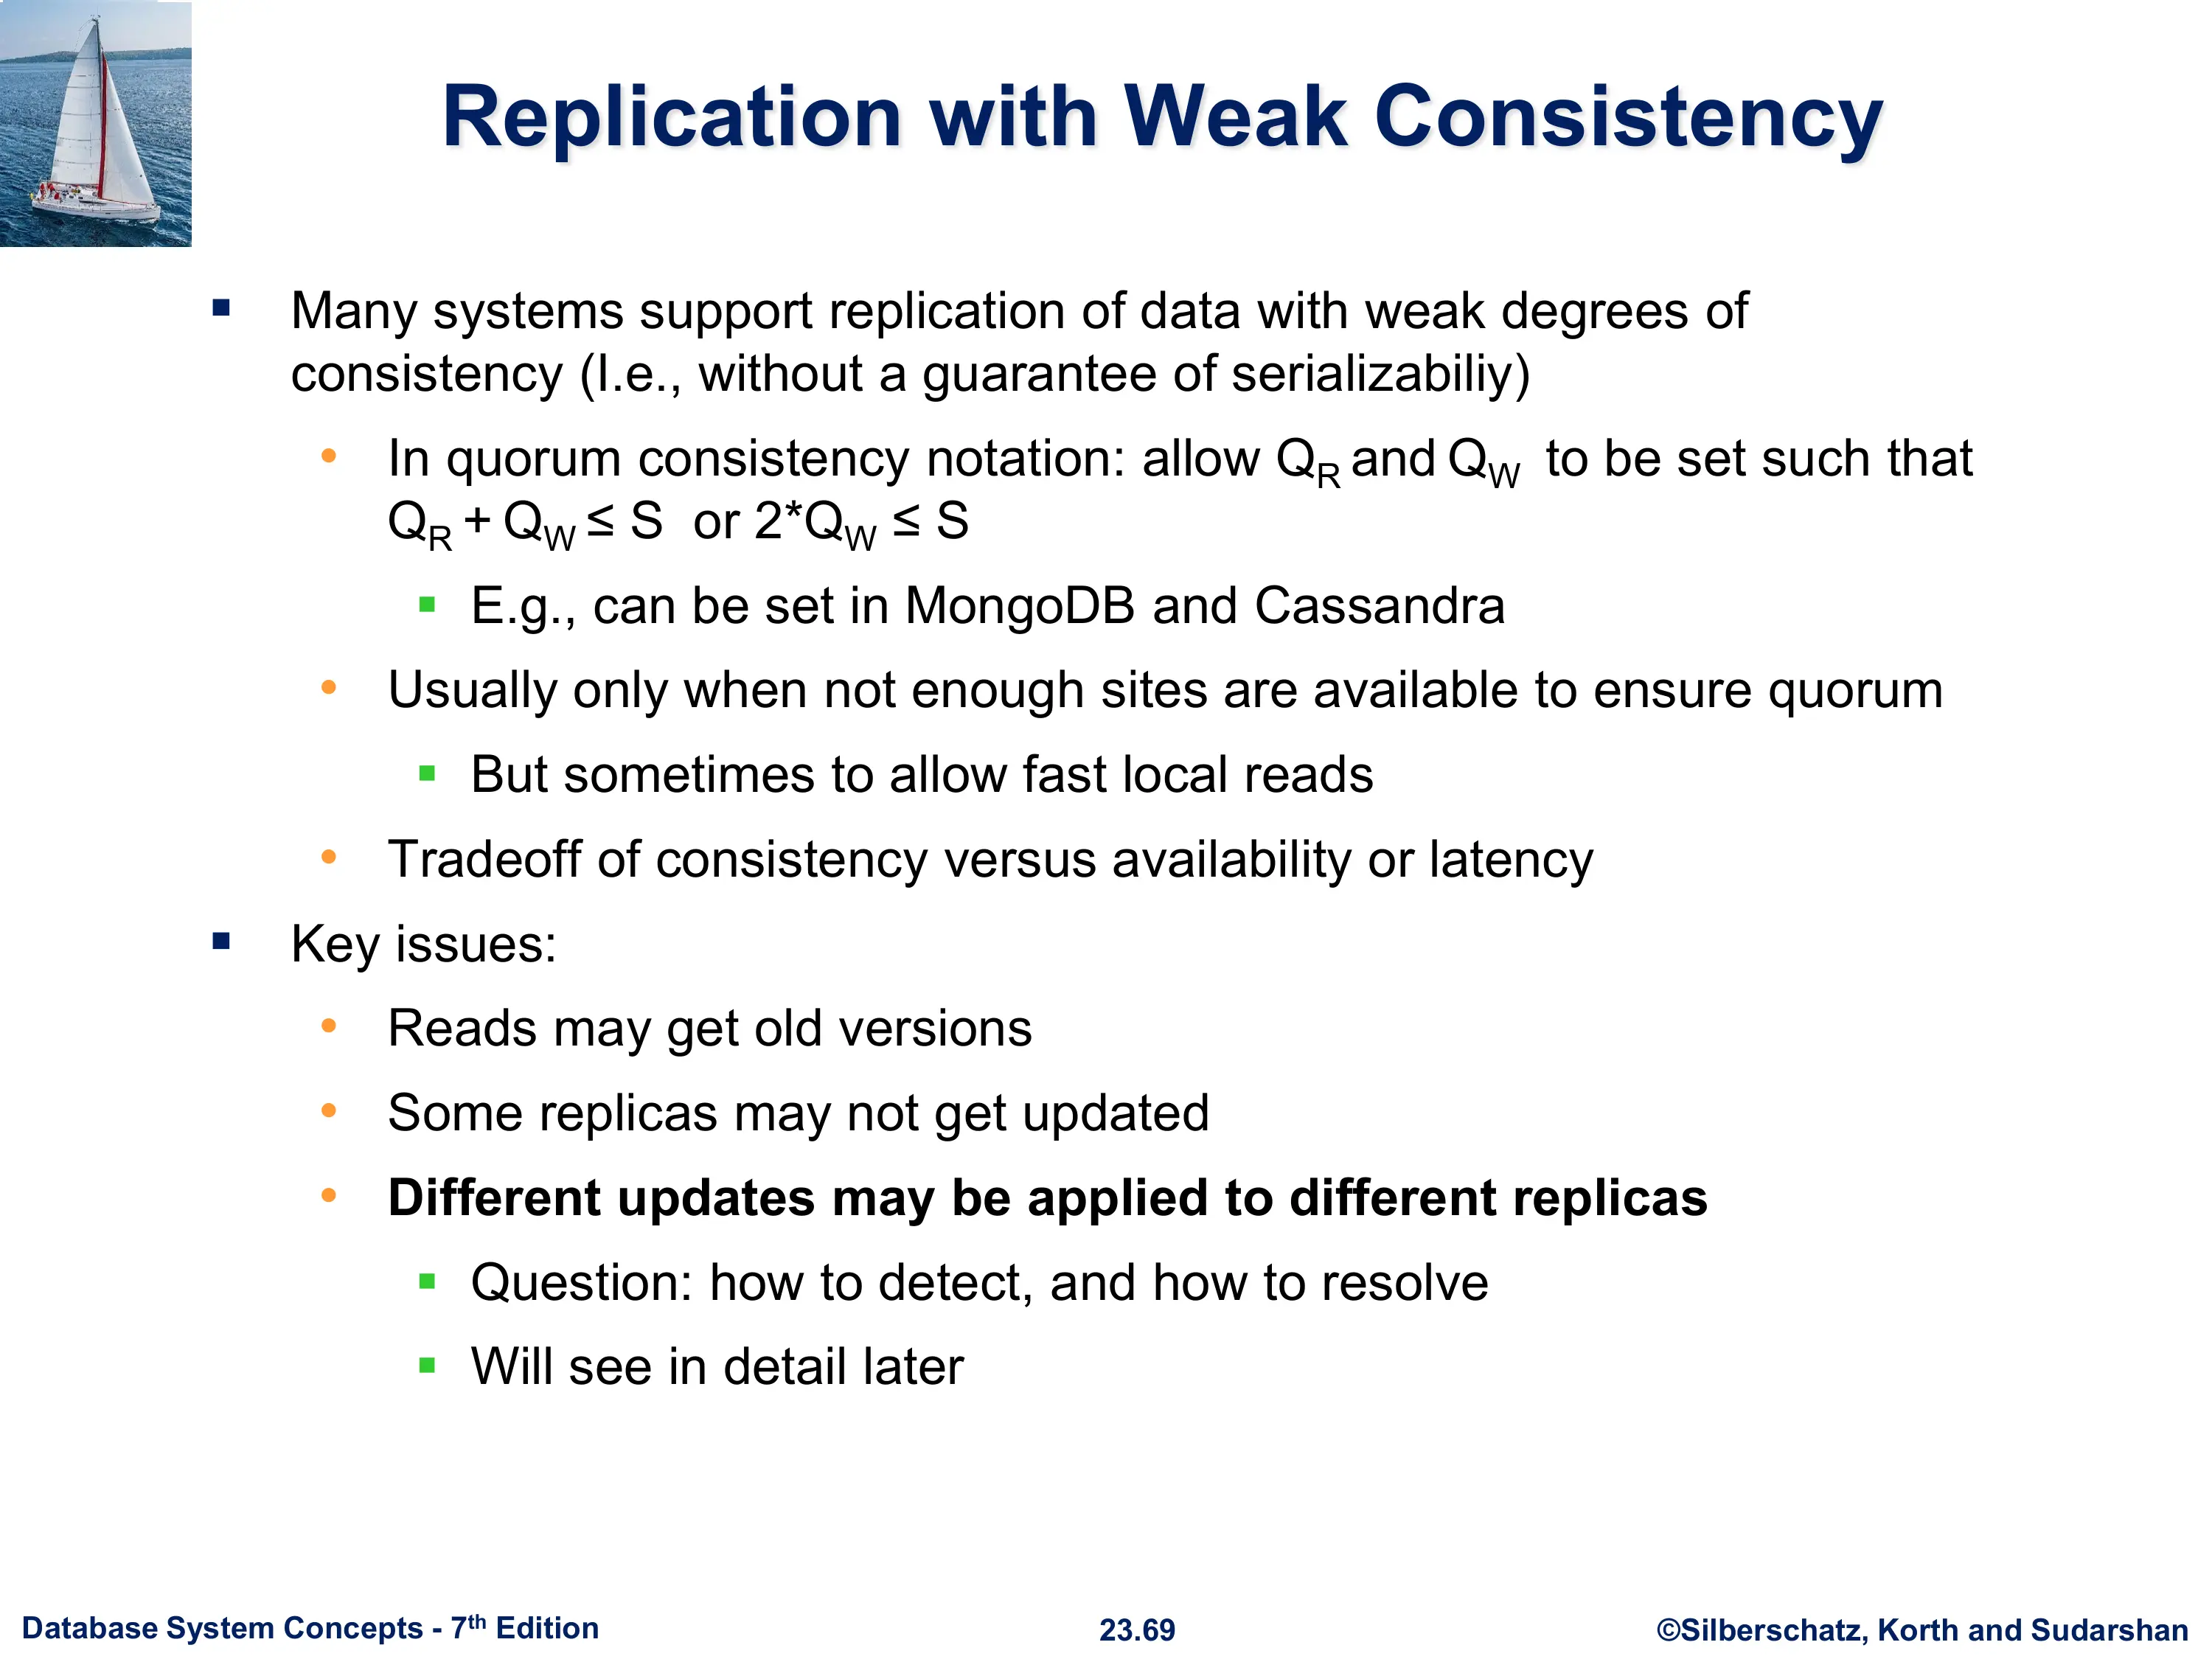 Replication with Weak Consistency
▪ Many systems support replication of data with weak degrees of
consistency (I.e., without a guarantee of serializabiliy)
• In quorum consistency notation: allow Q_R and Q_W to be set such that
Q_R + Q_W ≤ S or 2*Q_W ≤ S
▪ E.g., can be set in MongoDB and Cassandra
• Usually only when not enough sites are available to ensure quorum
▪ But sometimes to allow fast local reads
• Tradeoff of consistency versus availability or latency
▪ Key issues:
• Reads may get old versions
• Some replicas may not get updated
• Different updates may be applied to different replicas
▪ Question: how to detect, and how to resolve
▪ Will see in detail later
Database System Concepts - 7th Edition
23.69
©Silberschatz, Korth and Sudarshan